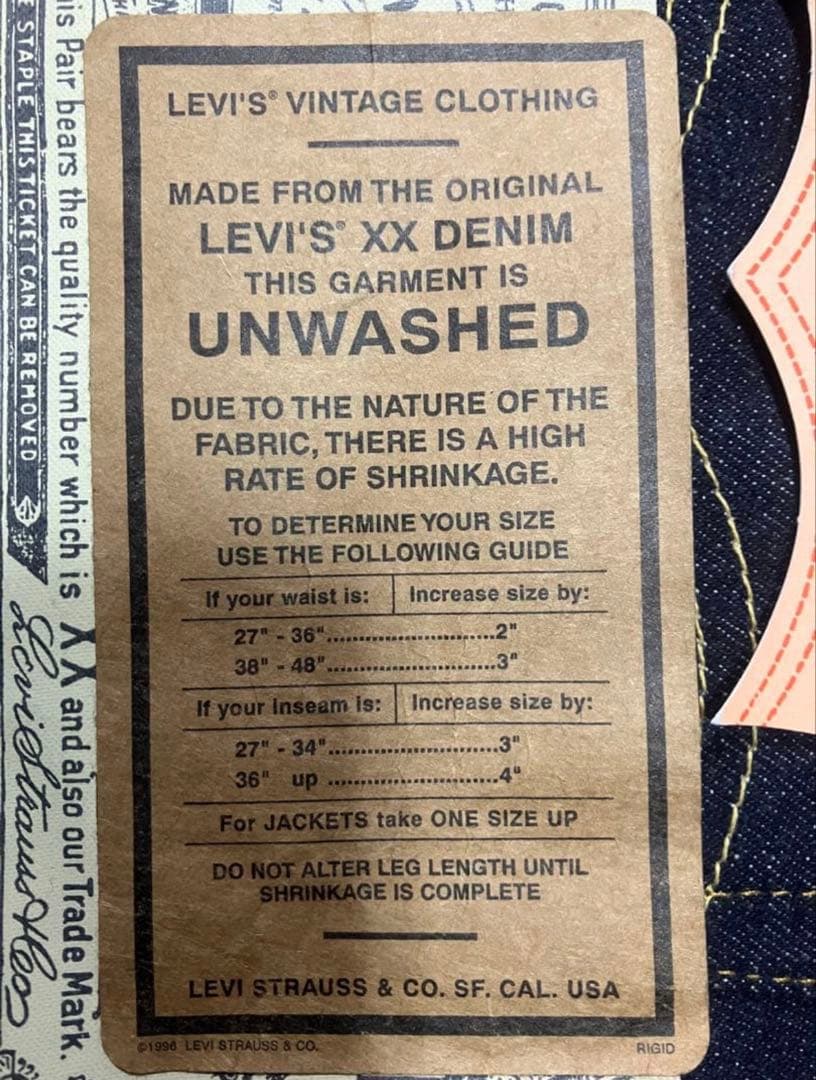 LEVI'S® VINTAGE CLOTHING
MADE FROM THE ORIGINAL
LEVI'S® XX DENIM
THIS GARMENT IS
UNWASHED
DUE TO THE NATURE OF THE
FABRIC, THERE IS A HIGH
RATE OF SHRINKAGE.
TO DETERMINE YOUR SIZE
USE THE FOLLOWING GUIDE
If your waist is: Increase size by:
27" - 36"............................2"
38" - 48"............................3"
If your Inseam is: Increase size by:
27" - 34"............................3"
36" up ............................4"
For JACKETS take ONE SIZE UP
DO NOT ALTER LEG LENGTH UNTIL
SHRINKAGE IS COMPLETE
LEVI STRAUSS & CO. SF. CAL. USA
©1996 LEVI STRAUSS & CO. RIGID
is Pair bears the quality number which is XX and also our Trade Mark.
STAPLE THIS TICKET CAN BE REMOVED
Levi Strauss & Co